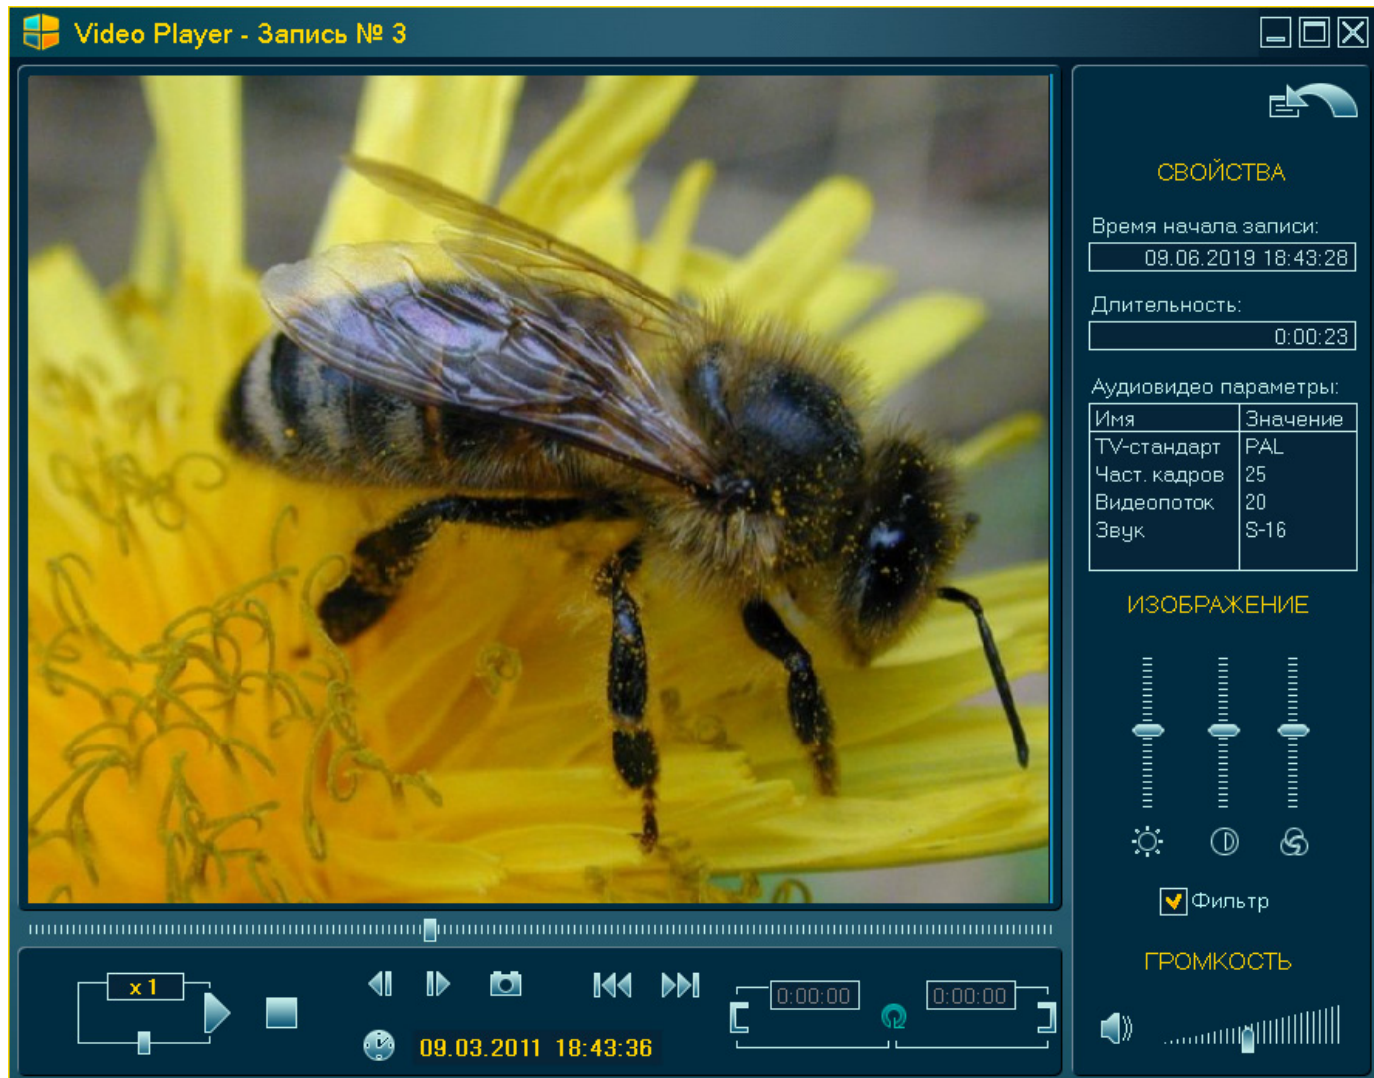 Video Player - Запись № 3
СВОЙСТВА
Время начала записи:
09.06.2019 18:43:28
Длительность:
0:00:23
Аудиовидео параметры:
Имя Значение
TV-стандарт PAL
Част. кадров 25
Видеопоток 20
Звук S-16
ИЗОБРАЖЕНИЕ
Фильтр
ГРОМКОСТЬ
x 1
0:00:00 0:00:00
09.03.2011 18:43:36